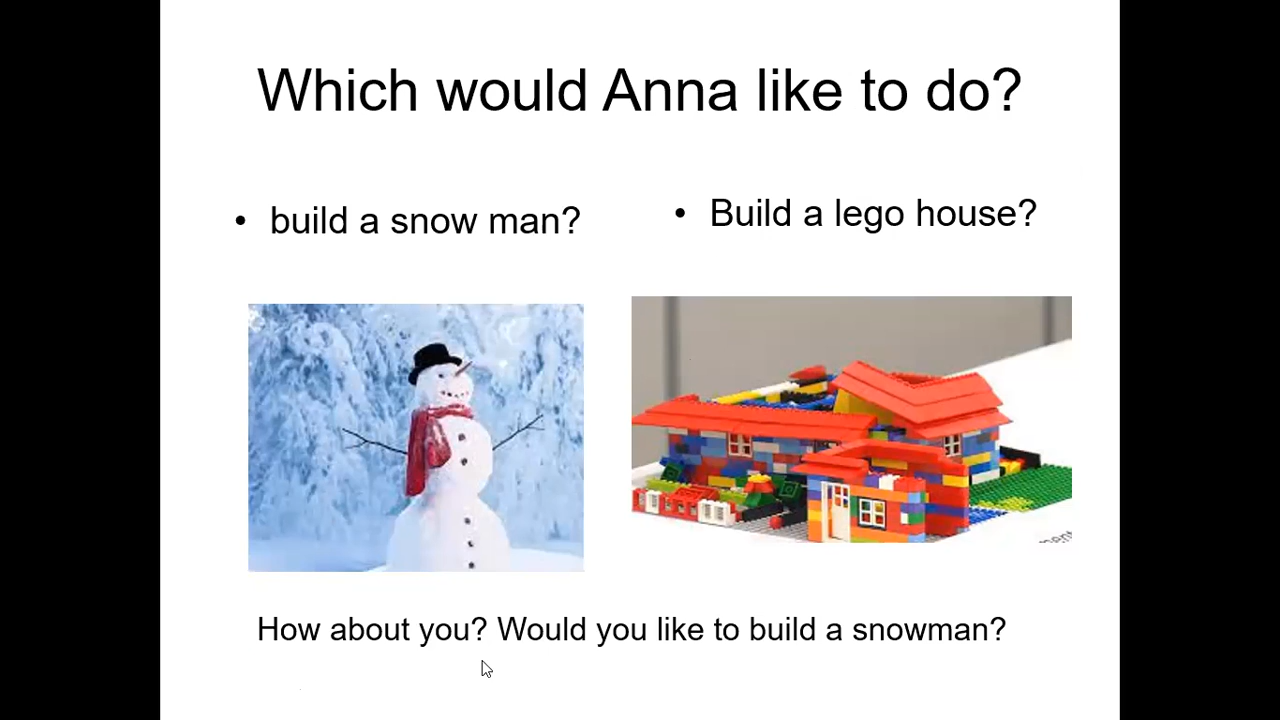 Which would Anna like to do?
• build a snow man?
• Build a lego house?
How about you? Would you like to build a snowman?